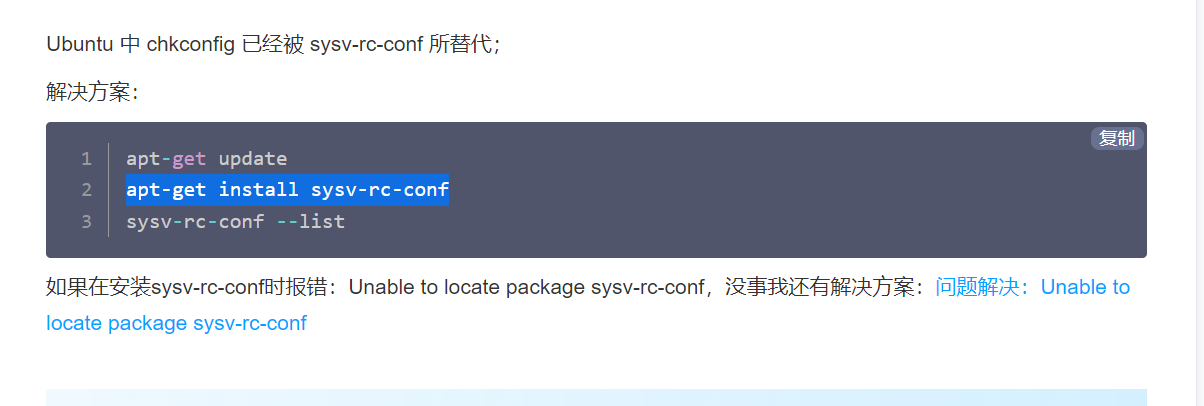 Ubuntu 中 chkconfig 已经被 sysv-rc-conf 所替代；
解决方案：
复制
1 apt-get update
2 apt-get install sysv-rc-conf
3 sysv-rc-conf --list
如果在安装sysv-rc-conf时报错：Unable to locate package sysv-rc-conf，没事我还有解决方案：问题解决：Unable to
locate package sysv-rc-conf